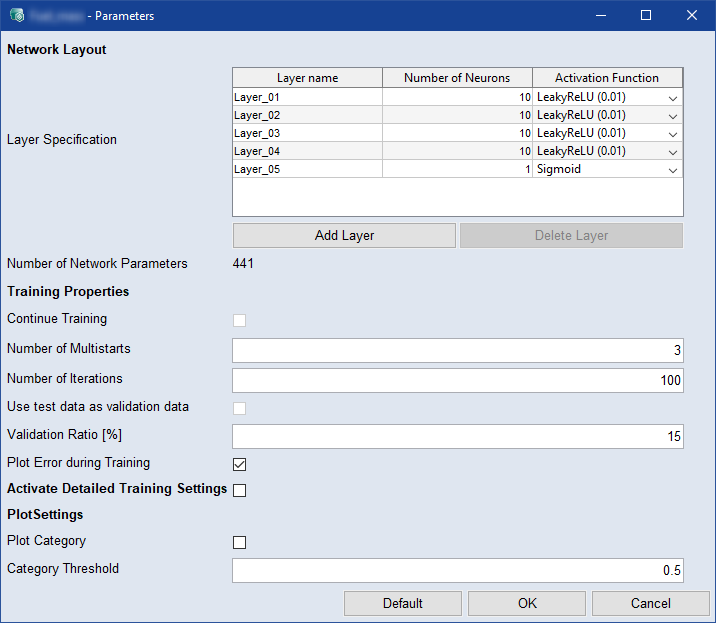 - Parameters
Network Layout
Layer name Number of Neurons Activation Function
Layer_01 10 LeakyReLU (0.01)
Layer_02 10 LeakyReLU (0.01)
Layer Specification
Layer_03 10 LeakyReLU (0.01)
Layer_04 10 LeakyReLU (0.01)
Layer_05 1 Sigmoid
Add Layer Delete Layer
Number of Network Parameters 441
Training Properties
Continue Training
Number of Multistarts 3
Number of Iterations 100
Use test data as validation data
Validation Ratio [%] 15
Plot Error during Training
Activate Detailed Training Settings
PlotSettings
Plot Category
Category Threshold 0.5
Default OK Cancel